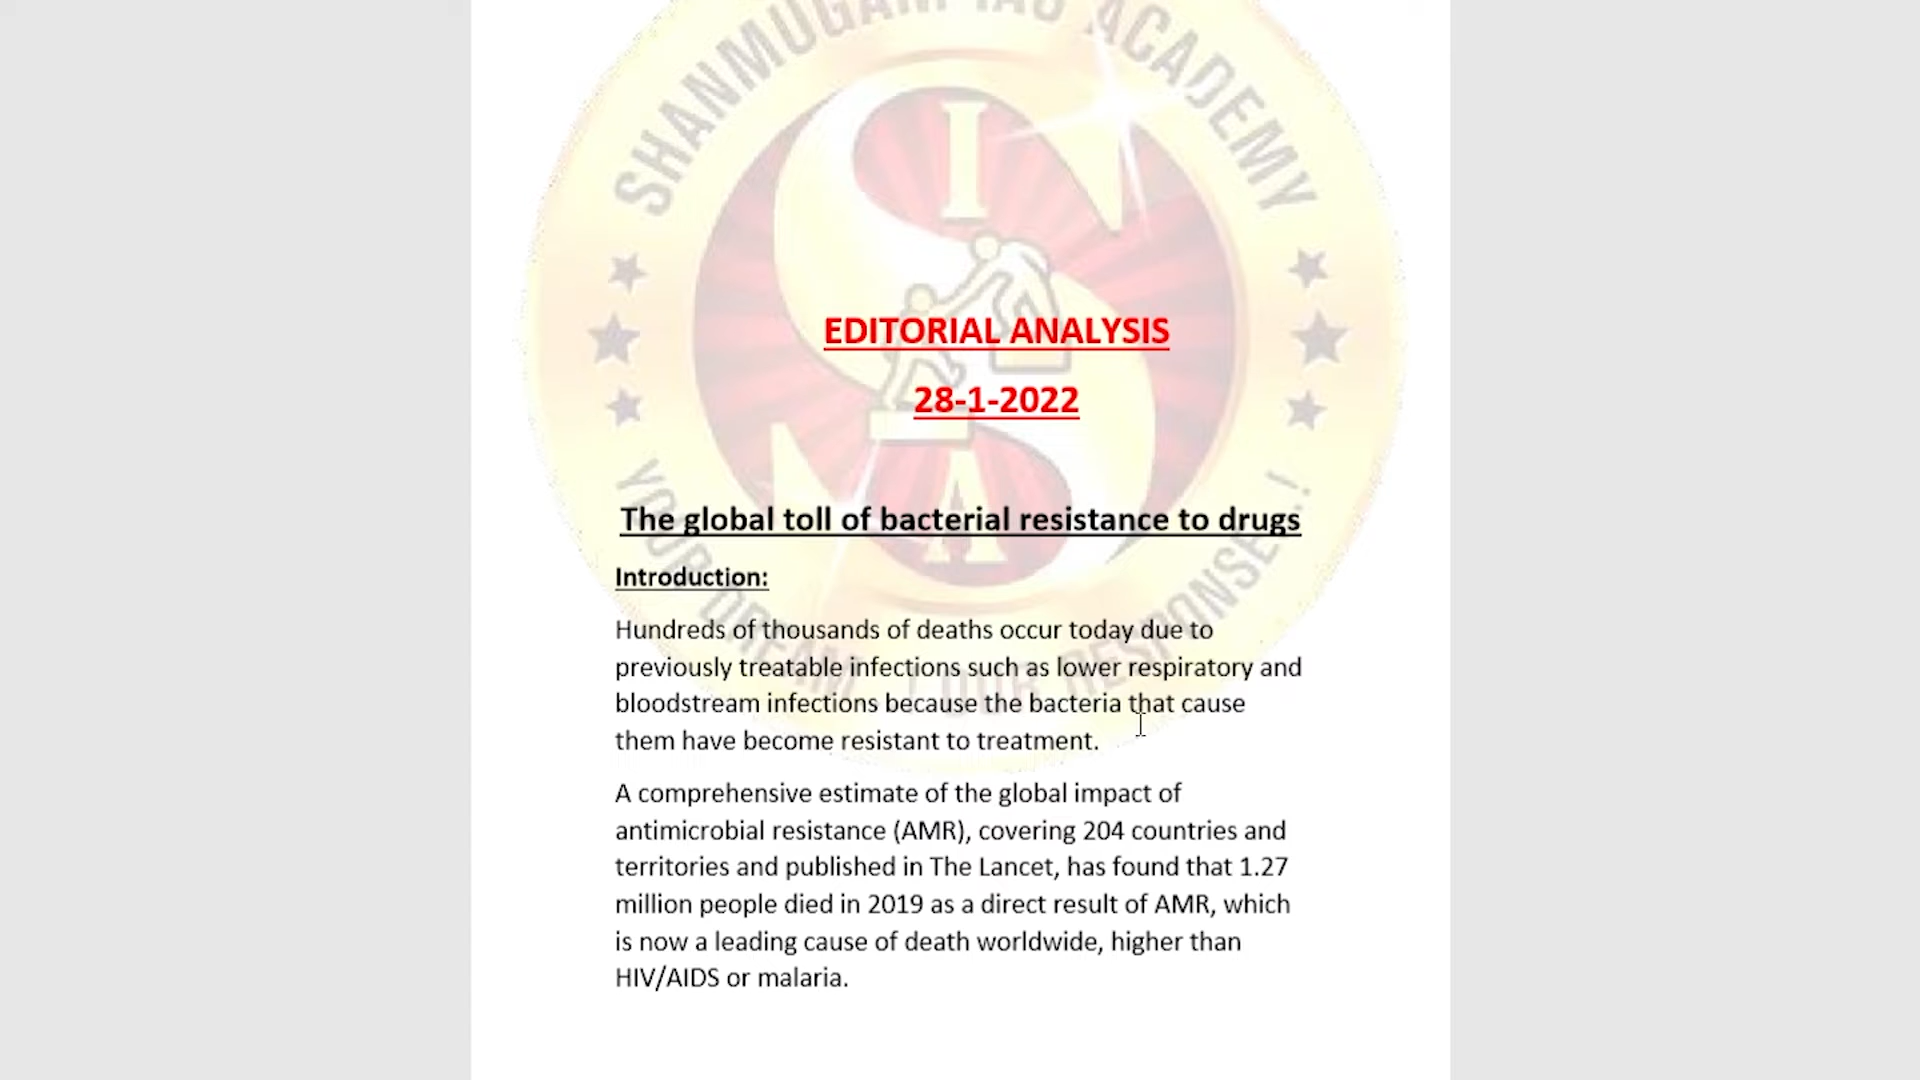 SHANMUGAM IAS ACADEMY
I
A
EDITORIAL ANALYSIS
28-1-2022
The global toll of bacterial resistance to drugs
Introduction:
Hundreds of thousands of deaths occur today due to
previously treatable infections such as lower respiratory and
bloodstream infections because the bacteria that cause
them have become resistant to treatment.
A comprehensive estimate of the global impact of
antimicrobial resistance (AMR), covering 204 countries and
territories and published in The Lancet, has found that 1.27
million people died in 2019 as a direct result of AMR, which
is now a leading cause of death worldwide, higher than
HIV/AIDS or malaria.
YOUR DREAM ! OUR RESPONSE..!